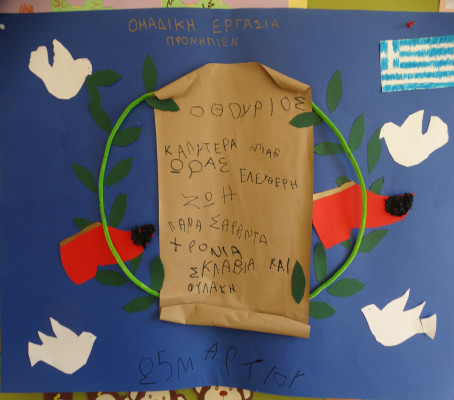 ΟΜΑΔΙΚΗ ΕΡΓΑΣΙΑ
ΠΡΟΝΗΠΙΩΝ
Ο ΘΟΥΡΙΟΣ
ΚΑΛΥΤΕΡΑ ΜΙΑΣ
ΩΡΑΣ ΕΛΕΥΘΕΡΗ
ΖΩΗ
ΠΑΡΑ ΣΑΡΑΝΤΑ
ΧΡΟΝΙΑ
ΣΚΛΑΒΙΑ ΚΑΙ
ΦΥΛΑΚΗ
25 ΜΑΡΤΙΟΥ